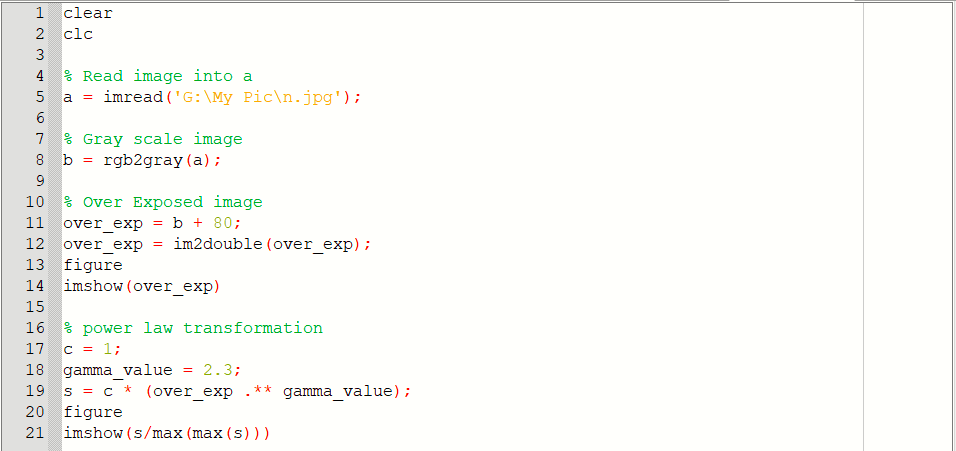 1 clear
2 clc
3
4 % Read image into a
5 a = imread('G:\My Pic\n.jpg');
6
7 % Gray scale image
8 b = rgb2gray(a);
9
10 % Over Exposed image
11 over_exp = b + 80;
12 over_exp = im2double(over_exp);
13 figure
14 imshow(over_exp)
15
16 % power law transformation
17 c = 1;
18 gamma_value = 2.3;
19 s = c * (over_exp .** gamma_value);
20 figure
21 imshow(s/max(max(s)))